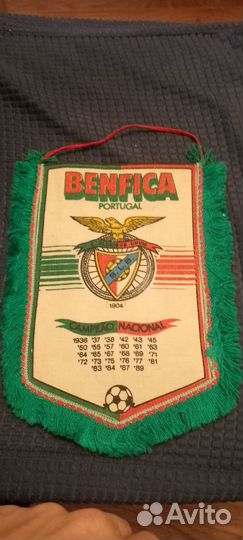 BENFICA
PORTUGAL
1904
CAMPEÃO NACIONAL
1936 '37 '38 '42 '43 '45
'50 '55 '57 '60 '61 '63
'64 '65 '67 '68 '69 '71
'72 '73 '75 '76 '77 '81
'83 '84 '87 '89
Avito